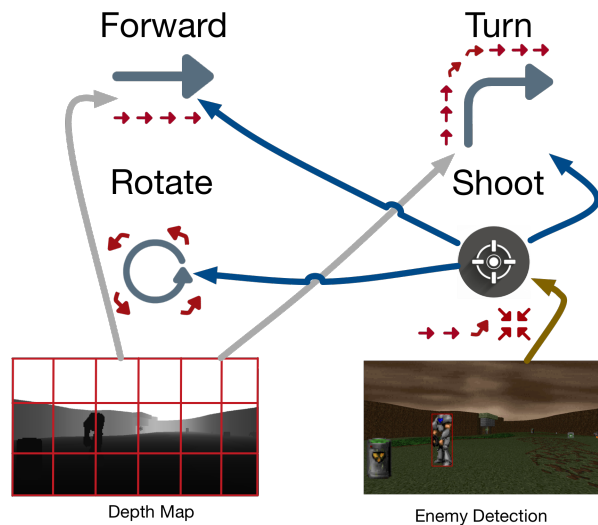 Forward
Turn
Rotate
Shoot
Depth Map
Enemy Detection